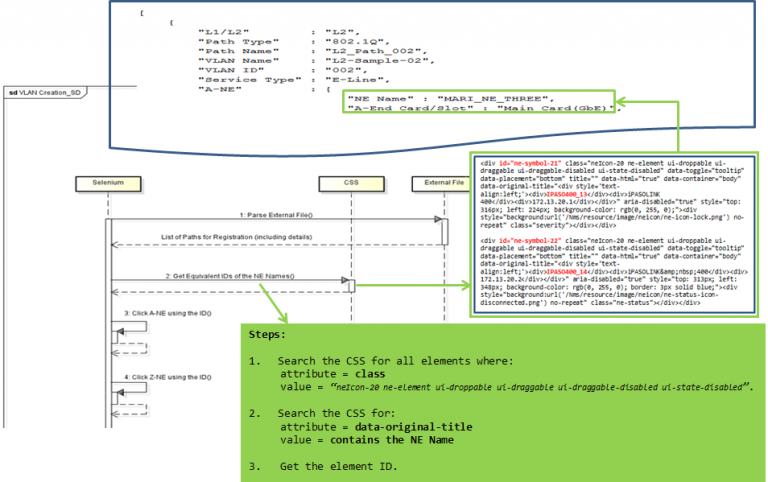 [
{
"L1/L2" : "L2",
"Path Type" : "802.1Q",
"Path Name" : "L2_Path_002",
"VLAN Name" : "L2-Sample-02",
"VLAN ID" : "002",
"Service Type" : "E-Line",
"A-NE" : {
"NE Name" : "MARI_NE_THREE",
"A-End Card/Slot" : "Main Card(GbE)",
sd VLAN Creation_SD
Selenium
CSS
External File
1: Parse External File()
List of Paths for Registration (including details)
2: Get Equivalent IDs of the NE Names()
3: Click A-NE using the ID()
4: Click Z-NE using the ID()
<div id="ne-symbol-21" class="neIcon-20 ne-element ui-droppable ui-
draggable ui-draggable-disabled ui-state-disabled" data-toggle="tooltip"
data-placement="bottom" title="" data-html="true" data-container="body"
data-original-title="<div style='text-
align:left;'><div>IPASO400_13</div><div>IPASOLINK
400</div><div>172.13.20.1</div></div>" aria-disabled="true" style="top:
316px; left: 224px; background-color: rgb(0, 255, 0);"><div
style="background:url('/nms/resource/image/neicon/ne-icon-lock.png') no-
repeat" class="severity"></div></div>
<div id="ne-symbol-22" class="neIcon-20 ne-element ui-droppable ui-
draggable ui-draggable-disabled ui-state-disabled" data-toggle="tooltip"
data-placement="bottom" title="" data-html="true" data-container="body"
data-original-title="<div style='text-
align:left;'><div>IPASO400_14</div><div>IPASOLINK&amp;nbsp;400</div><div>
172.13.20.2</div></div>" aria-disabled="true" style="top: 313px; left:
348px; background-color: rgb(0, 255, 0); border: 3px solid blue;"><div
style="background:url('/nms/resource/image/neicon/ne-status-icon-
disconnected.png') no-repeat" class="ne-status"></div></div>
Steps:
1. Search the CSS for all elements where:
attribute = class
value = “neIcon-20 ne-element ui-droppable ui-draggable ui-draggable-disabled ui-state-disabled”.
2. Search the CSS for:
attribute = data-original-title
value = contains the NE Name
3. Get the element ID.